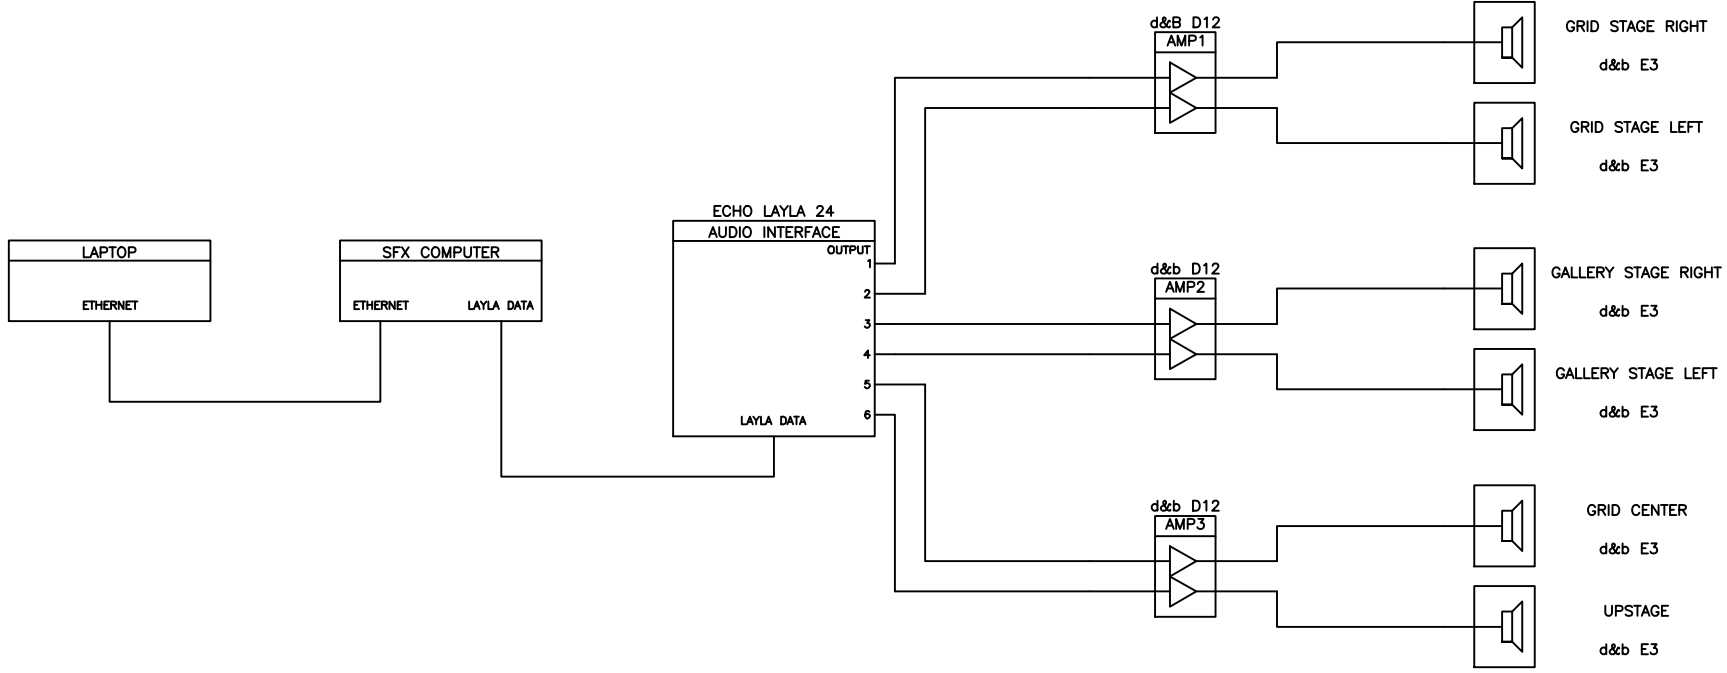 LAPTOP
ETHERNET
SFX COMPUTER
ETHERNET LAYLA DATA
ECHO LAYLA 24
AUDIO INTERFACE
OUTPUT
1
2
3
4
5
6
LAYLA DATA
d&B D12
AMP1
GRID STAGE RIGHT
d&b E3
GRID STAGE LEFT
d&b E3
d&b D12
AMP2
GALLERY STAGE RIGHT
d&b E3
GALLERY STAGE LEFT
d&b E3
d&b D12
AMP3
GRID CENTER
d&b E3
UPSTAGE
d&b E3